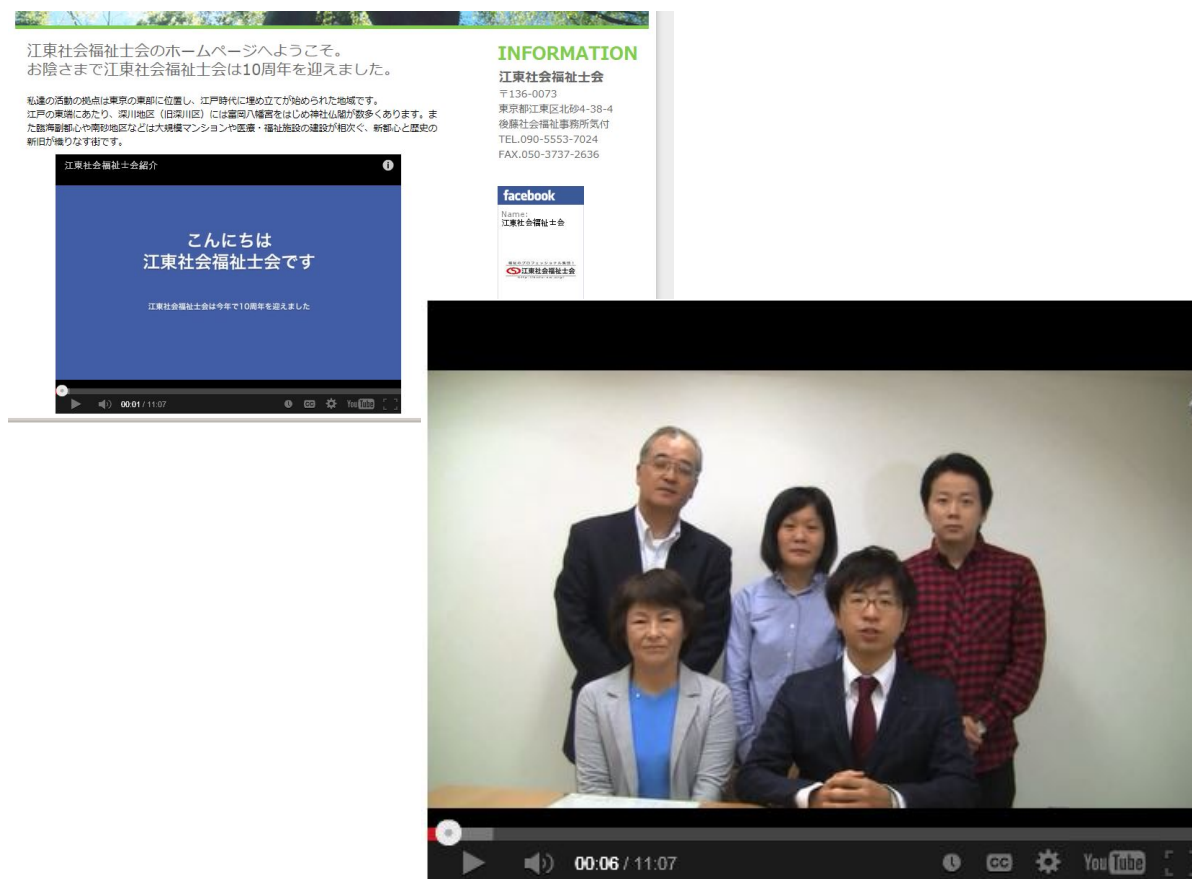 江東社会福祉士会のホームページへようこそ。
お陰さまで江東社会福祉士会は10周年を迎えました。
私達の活動の拠点は東京の東部に位置し、江戸時代に埋め立てが始められた地域です。
江戸の東端にあたり、深川地区（旧深川区）には富岡八幡宮をはじめ神社仏閣が数多くあります。ま
た臨海副都心や南砂地区などは大規模マンションや医療・福祉施設の建設が相次ぐ、新都心と歴史の
新旧が織りなす街です。
江東社会福祉士会紹介
こんにちは
江東社会福祉士会です
江東社会福祉士会は今年で10周年を迎えました
00:01 / 11:07
CC
YouTube
INFORMATION
江東社会福祉士会
〒136-0073
東京都江東区北砂4-38-4
後藤社会福祉事務所気付
TEL.090-5553-7024
FAX.050-3737-2636
facebook
Name:
江東社会福祉士会
江東社会福祉士会
00:06 / 11:07
CC
YouTube